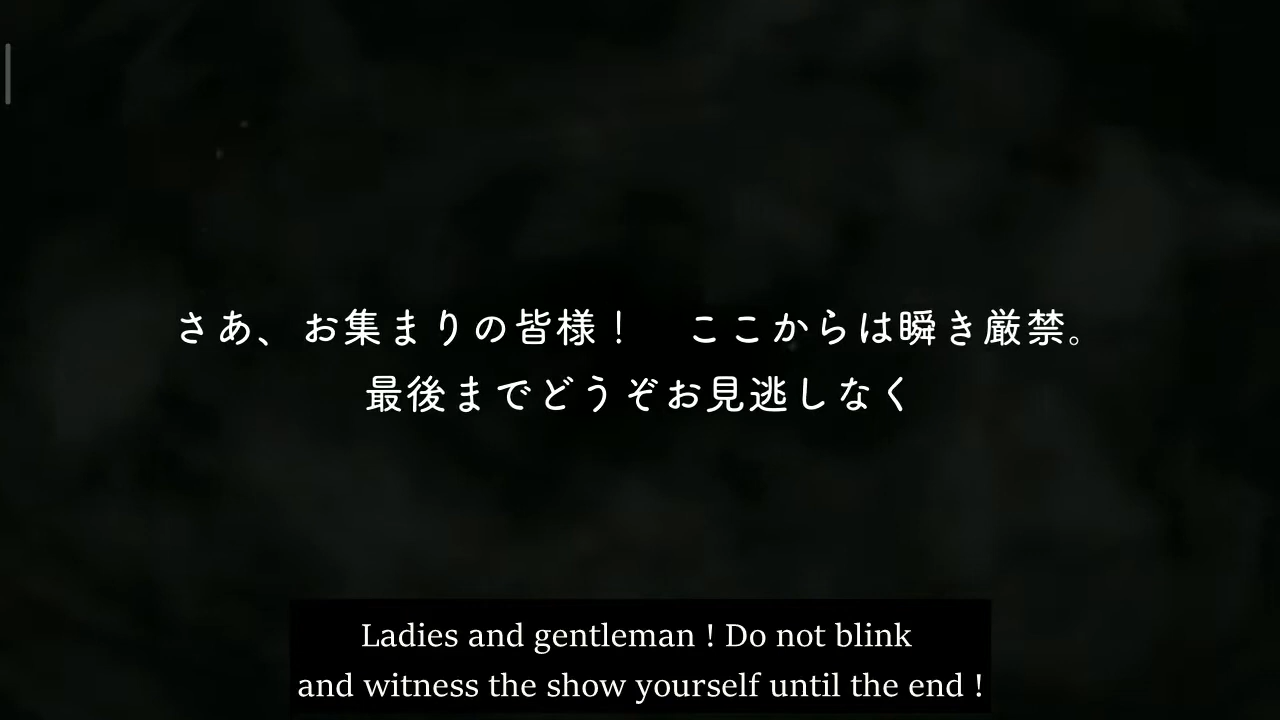 さあ、お集まりの皆様！　ここからは瞬き厳禁。
最後までどうぞお見逃しなく
Ladies and gentleman ! Do not blink
and witness the show yourself until the end !